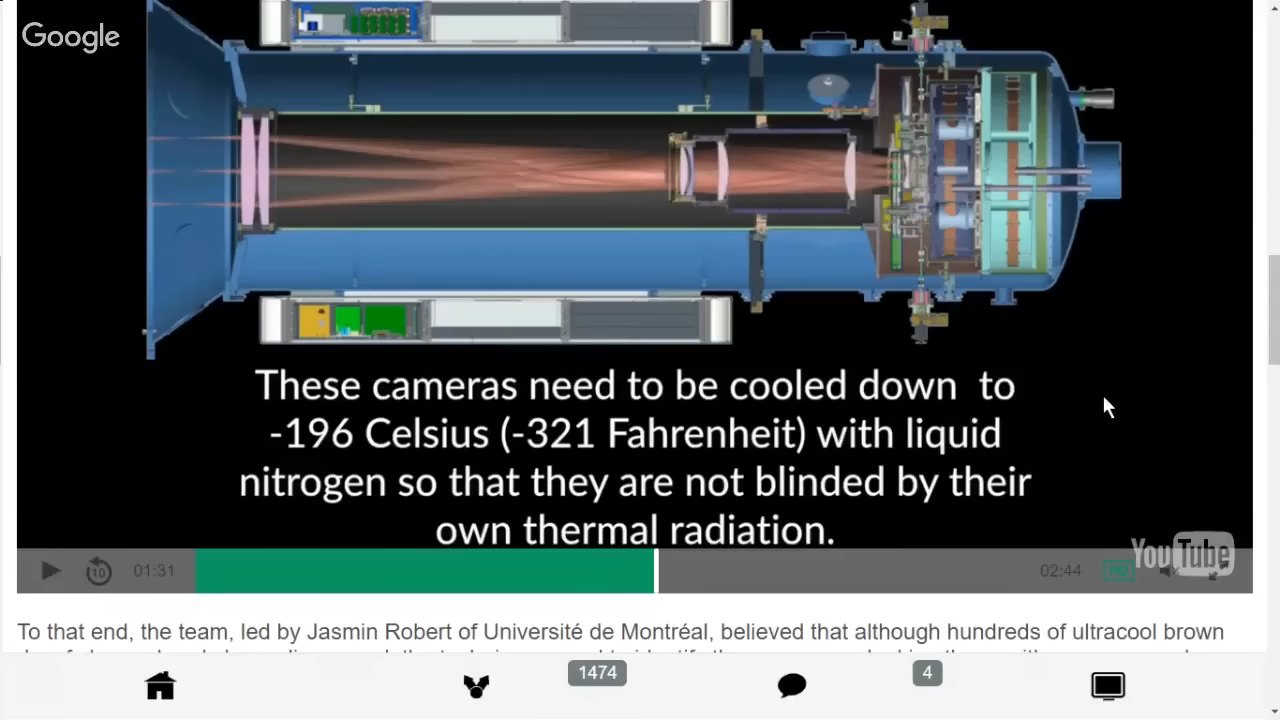 Google
These cameras need to be cooled down to
-196 Celsius (-321 Fahrenheit) with liquid
nitrogen so that they are not blinded by their
own thermal radiation.
YouTube
10
01:31
02:44
HD
To that end, the team, led by Jasmin Robert of Université de Montréal, believed that although hundreds of ultracool brown
1474
4